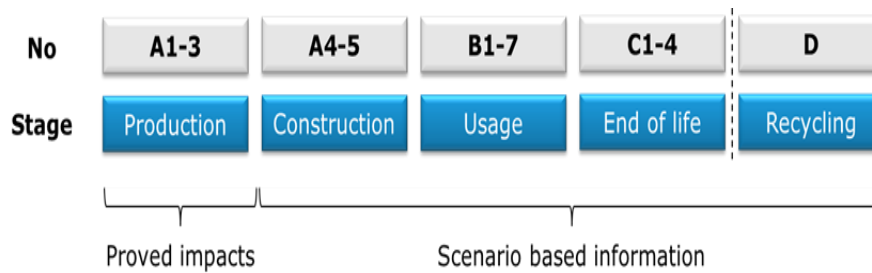 No A1-3 A4-5 B1-7 C1-4 D
Stage Production Construction Usage End of life Recycling
Proved impacts Scenario based information